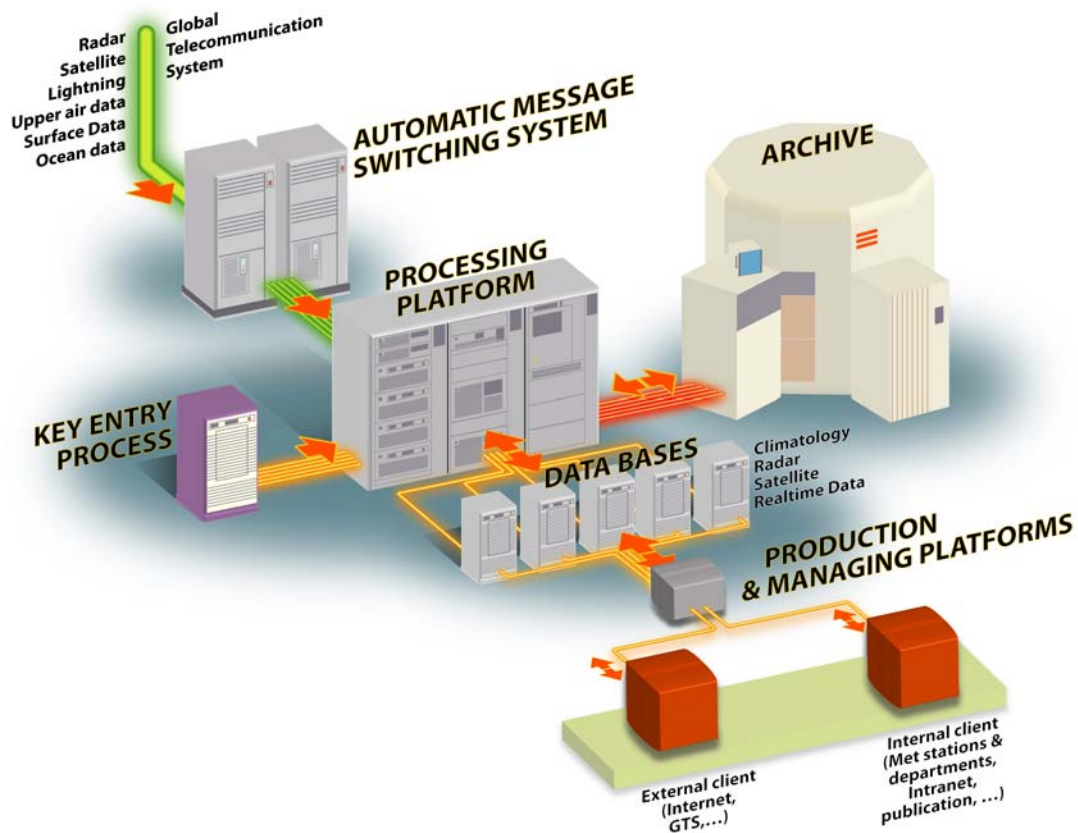 Radar
Satellite
Lightning
Upper air data
Surface Data
Ocean data
Global
Telecommunication
System
AUTOMATIC MESSAGE
SWITCHING SYSTEM
ARCHIVE
PROCESSING
PLATFORM
KEY ENTRY
PROCESS
DATA BASES
Climatology
Radar
Satellite
Realtime Data
PRODUCTION
& MANAGING PLATFORMS
External client
(Internet,
GTS,...)
Internal client
(Met stations &
departments,
Intranet,
publication, ...)